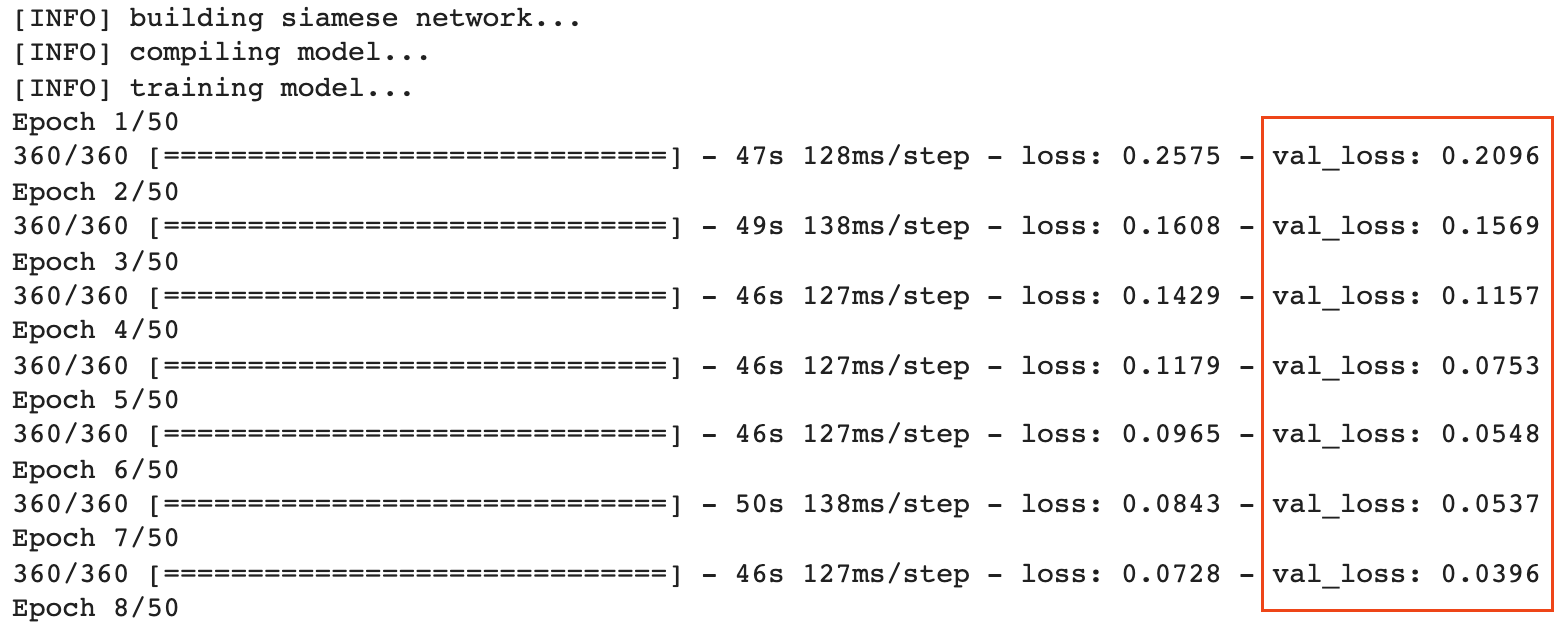 [INFO] building siamese network...
[INFO] compiling model...
[INFO] training model...
Epoch 1/50
360/360 [==============================] - 47s 128ms/step - loss: 0.2575 - val_loss: 0.2096
Epoch 2/50
360/360 [==============================] - 49s 138ms/step - loss: 0.1608 - val_loss: 0.1569
Epoch 3/50
360/360 [==============================] - 46s 127ms/step - loss: 0.1429 - val_loss: 0.1157
Epoch 4/50
360/360 [==============================] - 46s 127ms/step - loss: 0.1179 - val_loss: 0.0753
Epoch 5/50
360/360 [==============================] - 46s 127ms/step - loss: 0.0965 - val_loss: 0.0548
Epoch 6/50
360/360 [==============================] - 50s 138ms/step - loss: 0.0843 - val_loss: 0.0537
Epoch 7/50
360/360 [==============================] - 46s 127ms/step - loss: 0.0728 - val_loss: 0.0396
Epoch 8/50